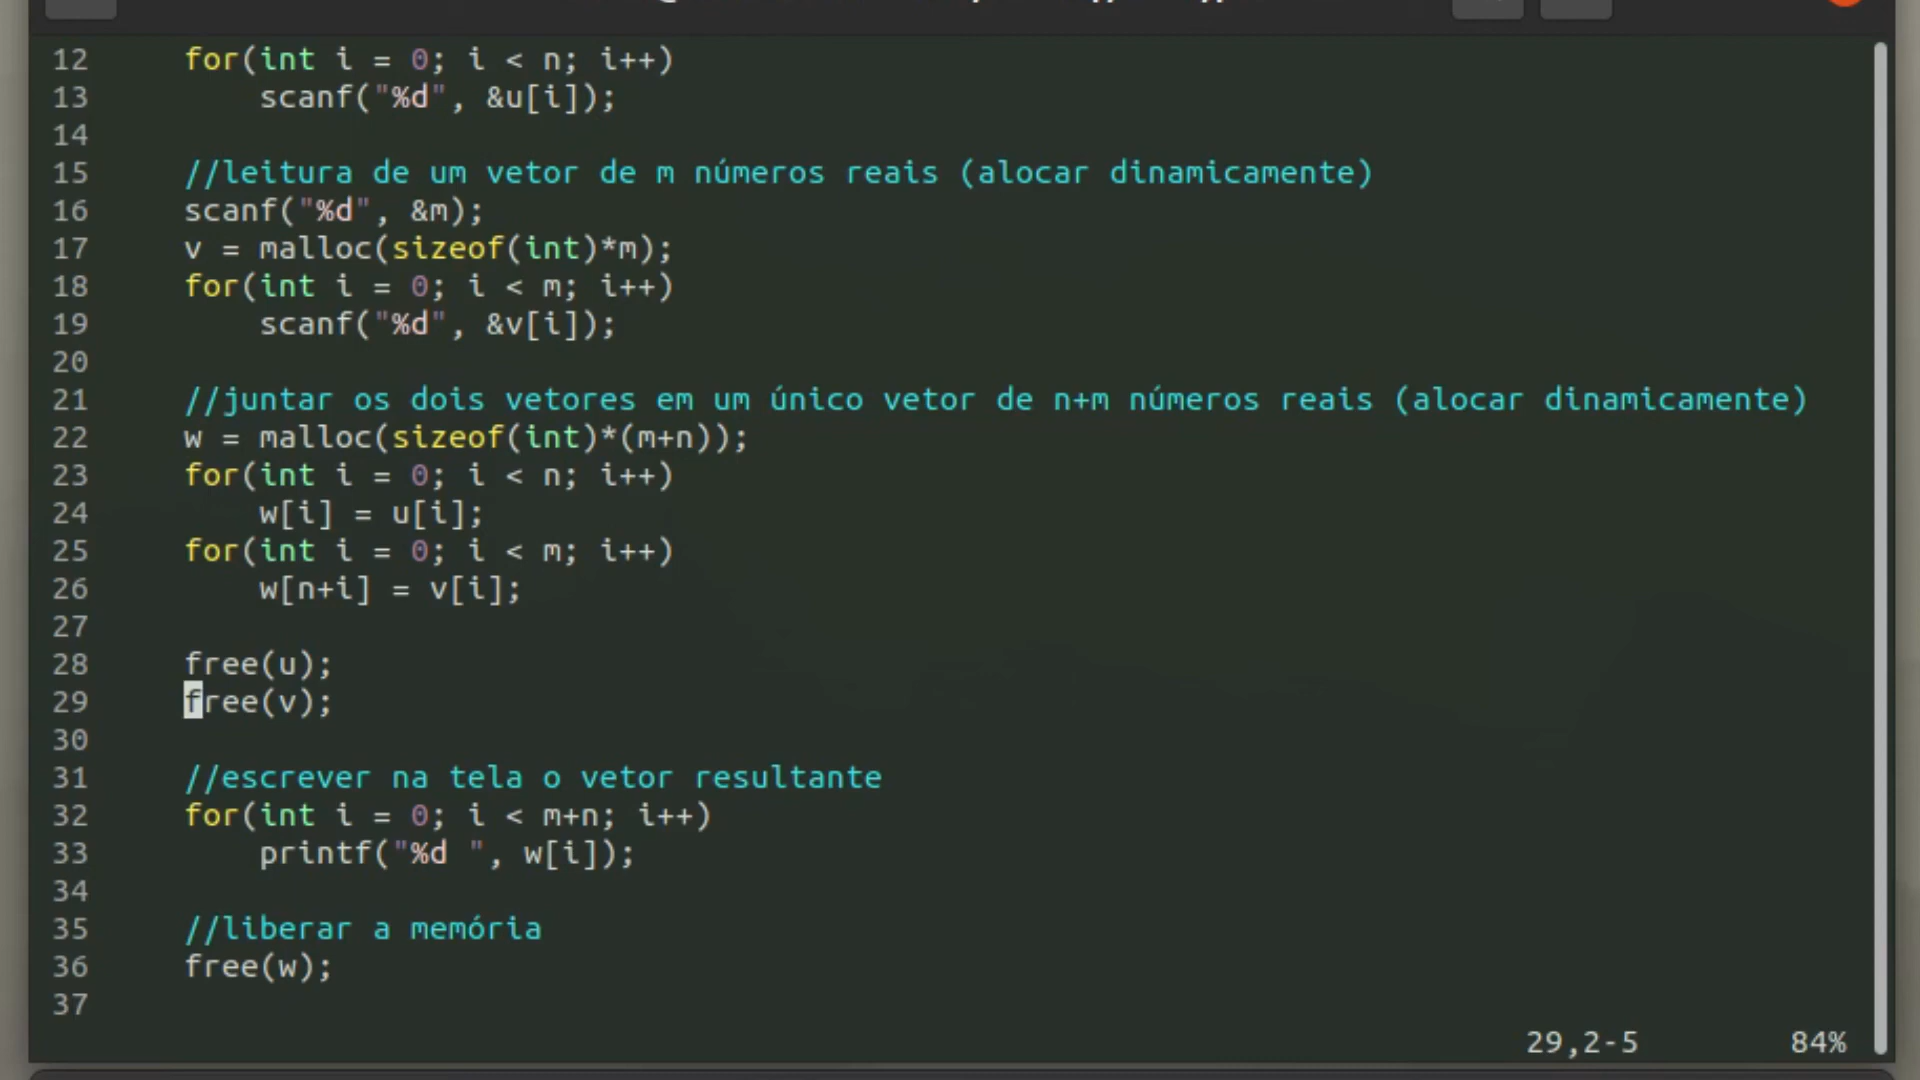 12 for(int i = 0; i < n; i++)
13 scanf("%d", &u[i]);
14
15 //leitura de um vetor de m números reais (alocar dinamicamente)
16 scanf("%d", &m);
17 v = malloc(sizeof(int)*m);
18 for(int i = 0; i < m; i++)
19 scanf("%d", &v[i]);
20
21 //juntar os dois vetores em um único vetor de n+m números reais (alocar dinamicamente)
22 w = malloc(sizeof(int)*(m+n));
23 for(int i = 0; i < n; i++)
24 w[i] = u[i];
25 for(int i = 0; i < m; i++)
26 w[n+i] = v[i];
27
28 free(u);
29 free(v);
30
31 //escrever na tela o vetor resultante
32 for(int i = 0; i < m+n; i++)
33 printf("%d ", w[i]);
34
35 //liberar a memória
36 free(w);
37
29,2-5 84%